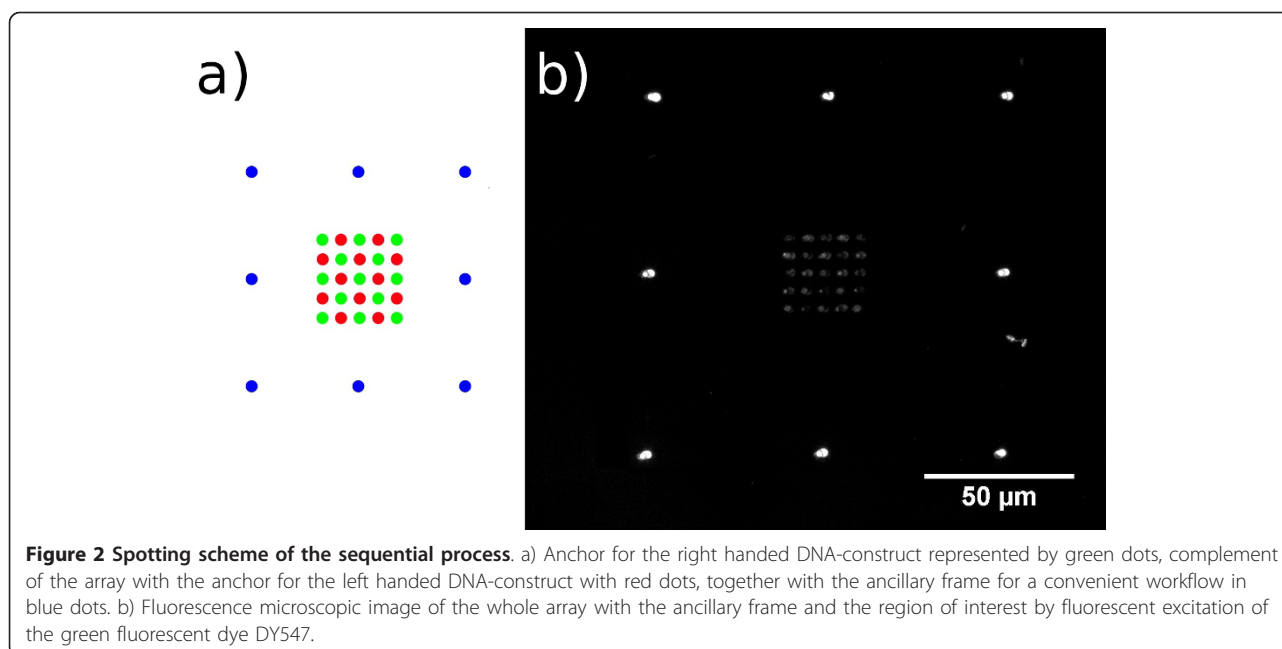 a)
b)
50 µm
Figure 2 Spotting scheme of the sequential process. a) Anchor for the right handed DNA-construct represented by green dots, complement
of the array with the anchor for the left handed DNA-construct with red dots, together with the ancillary frame for a convenient workflow in
blue dots. b) Fluorescence microscopic image of the whole array with the ancillary frame and the region of interest by fluorescent excitation of
the green fluorescent dye DY547.